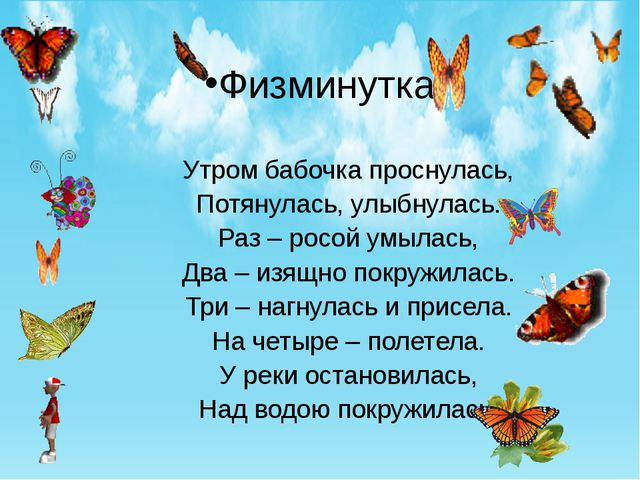 •Физминутка
Утром бабочка проснулась,
Потянулась, улыбнулась.
Раз – росой умылась,
Два – изящно покружилась.
Три – нагнулась и присела.
На четыре – полетела.
У реки остановилась,
Над водою покружилась